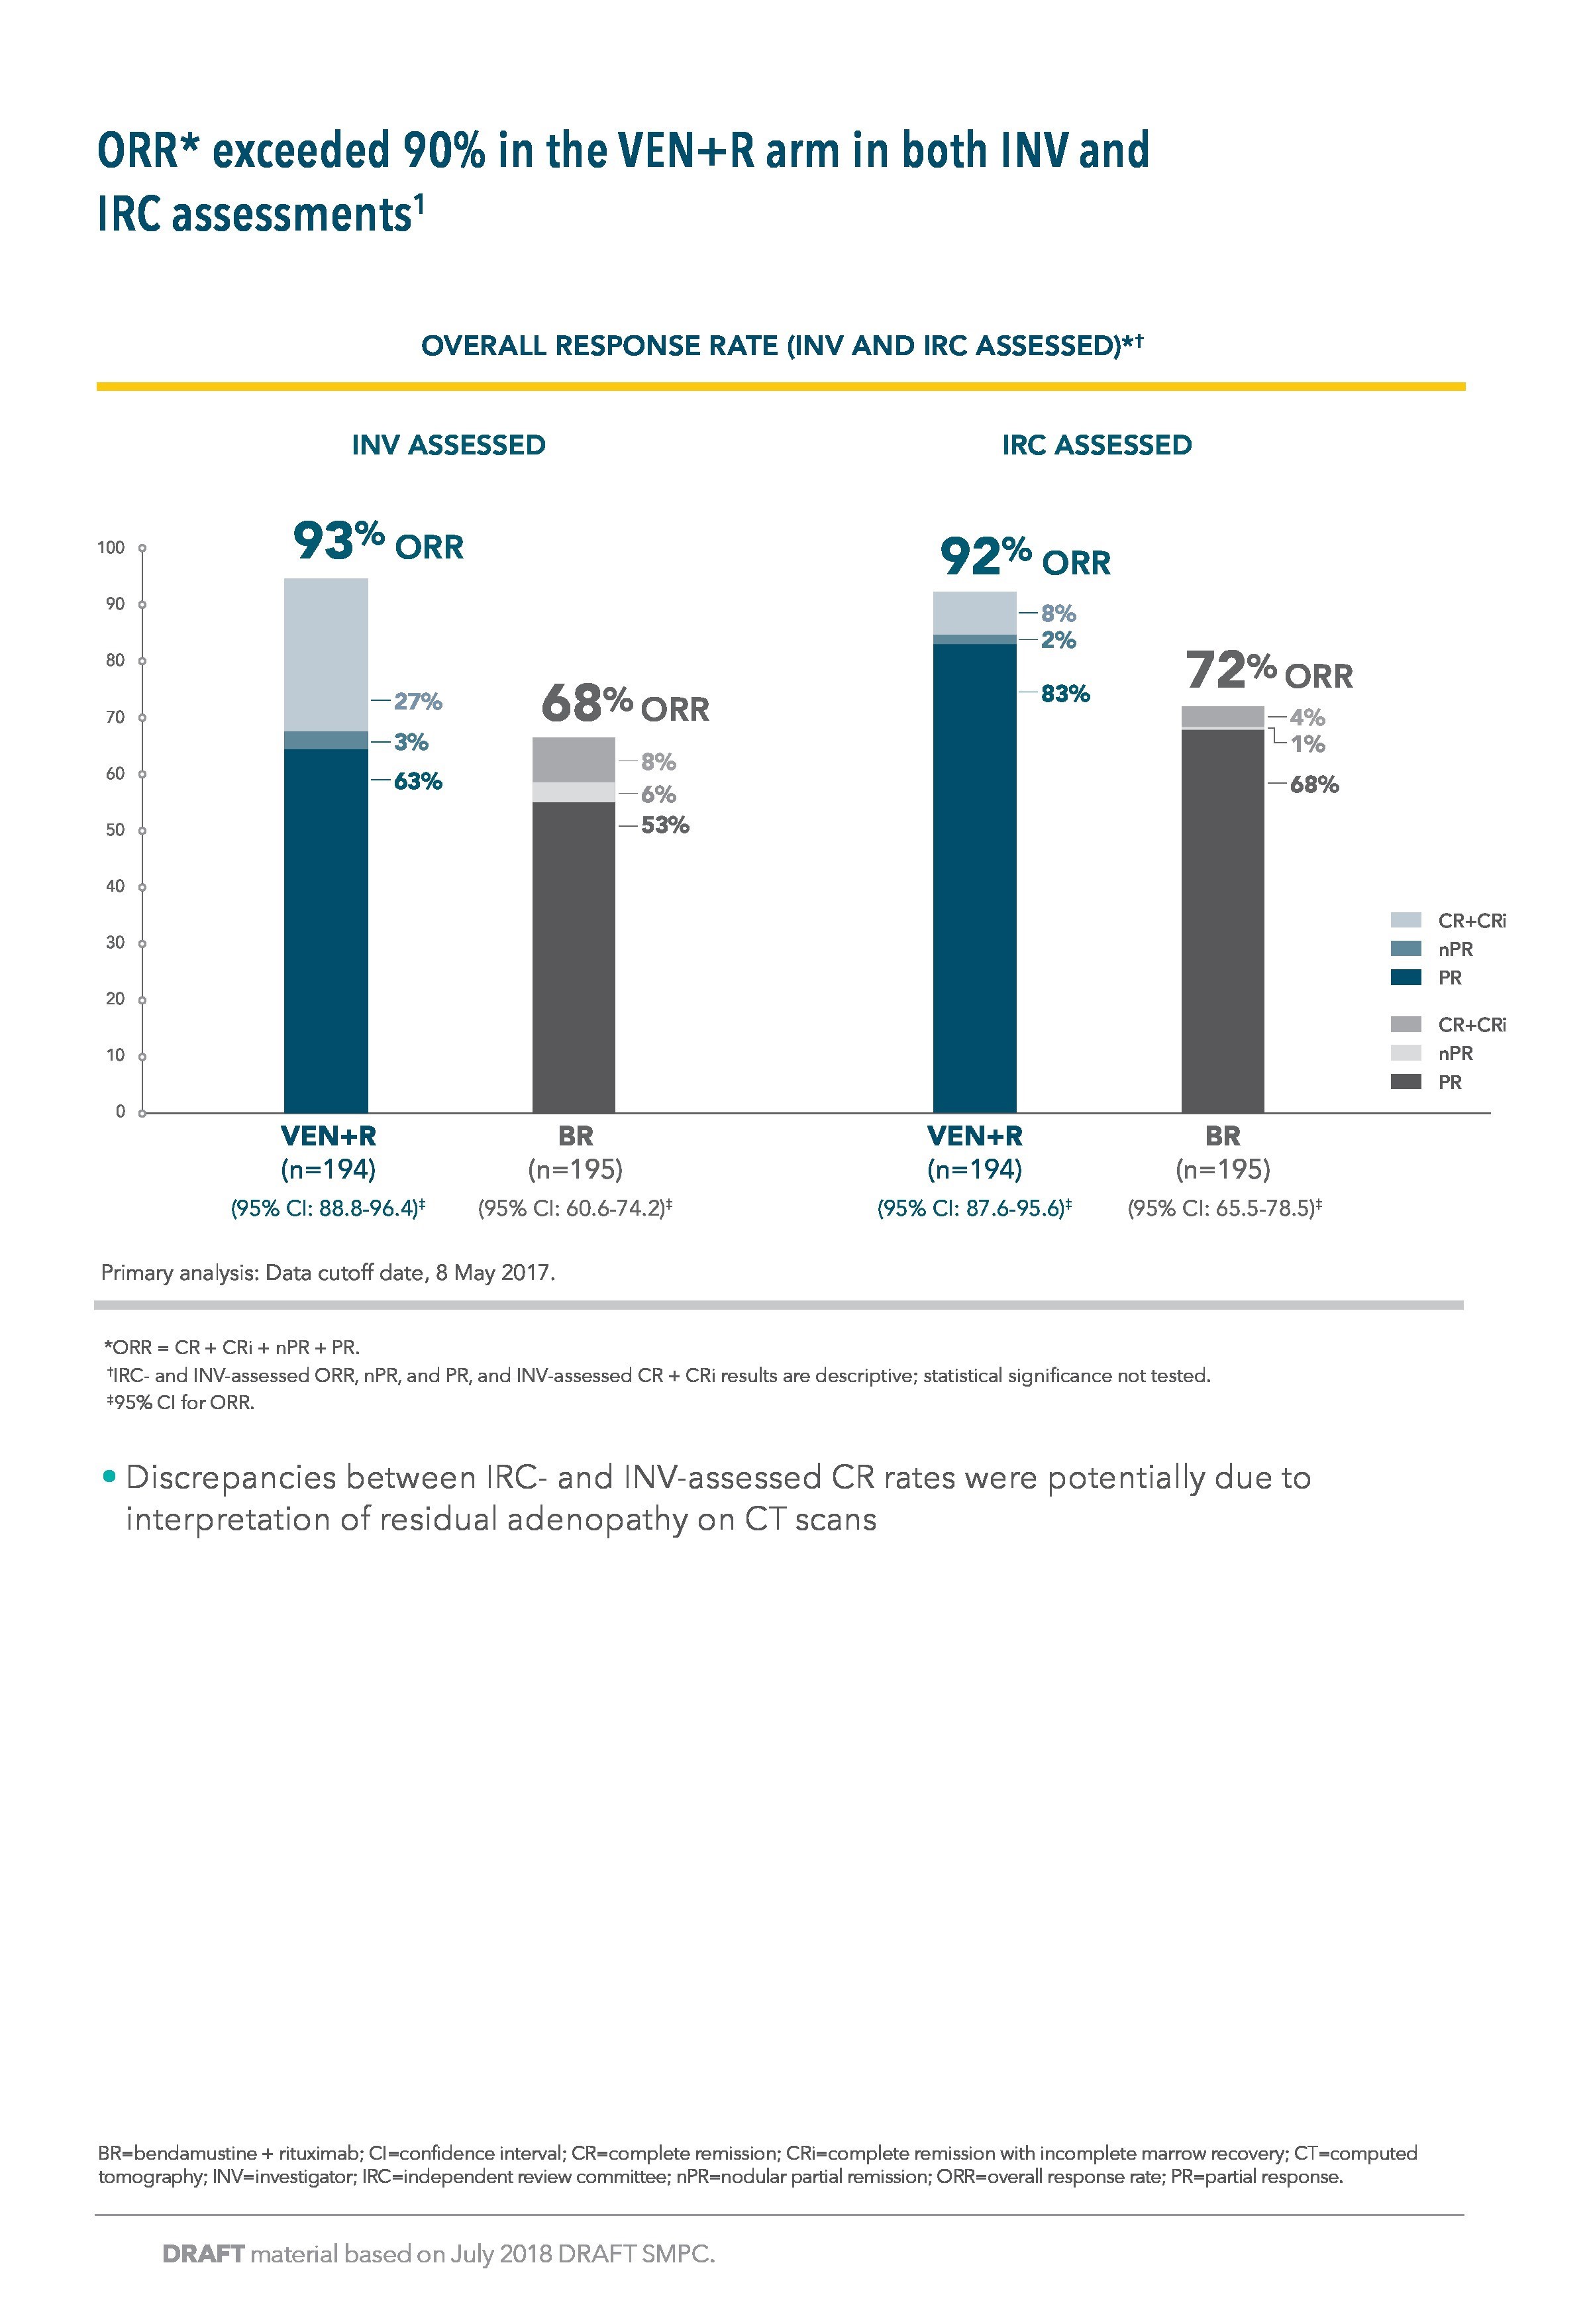 ORR* exceeded 90% in the VEN+R arm in both INV and
IRC assessments¹
OVERALL RESPONSE RATE (INV AND IRC ASSESSED)*†
INV ASSESSED
IRC ASSESSED
100
90
80
70
60
50
40
30
20
10
0
93% ORR
27%
3%
63%
68% ORR
8%
6%
53%
92% ORR
8%
2%
83%
72% ORR
4%
1%
68%
CR+CRi
nPR
PR
CR+CRi
nPR
PR
VEN+R
(n=194)
(95% CI: 88.8-96.4)‡
BR
(n=195)
(95% CI: 60.6-74.2)‡
VEN+R
(n=194)
(95% CI: 87.6-95.6)‡
BR
(n=195)
(95% CI: 65.5-78.5)‡
Primary analysis: Data cutoff date, 8 May 2017.
*ORR = CR + CRi + nPR + PR.
†IRC- and INV-assessed ORR, nPR, and PR, and INV-assessed CR + CRi results are descriptive; statistical significance not tested.
‡95% CI for ORR.
• Discrepancies between IRC- and INV-assessed CR rates were potentially due to
interpretation of residual adenopathy on CT scans
BR=bendamustine + rituximab; CI=confidence interval; CR=complete remission; CRi=complete remission with incomplete marrow recovery; CT=computed
tomography; INV=investigator; IRC=independent review committee; nPR=nodular partial remission; ORR=overall response rate; PR=partial response.
DRAFT material based on July 2018 DRAFT SMPC.